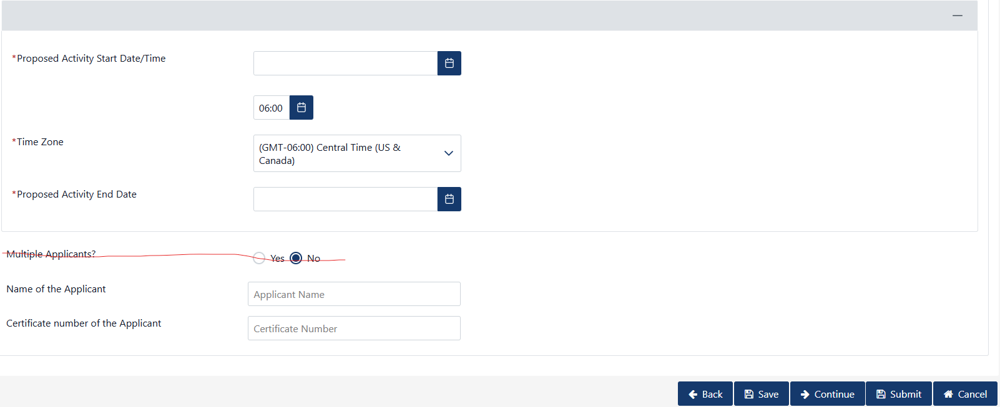 *Proposed Activity Start Date/Time
06:00
*Time Zone
(GMT-06:00) Central Time (US &
Canada)
*Proposed Activity End Date
Multiple Applicants?
Yes No
Name of the Applicant
Applicant Name
Certificate number of the Applicant
Certificate Number
Back Save Continue Submit Cancel